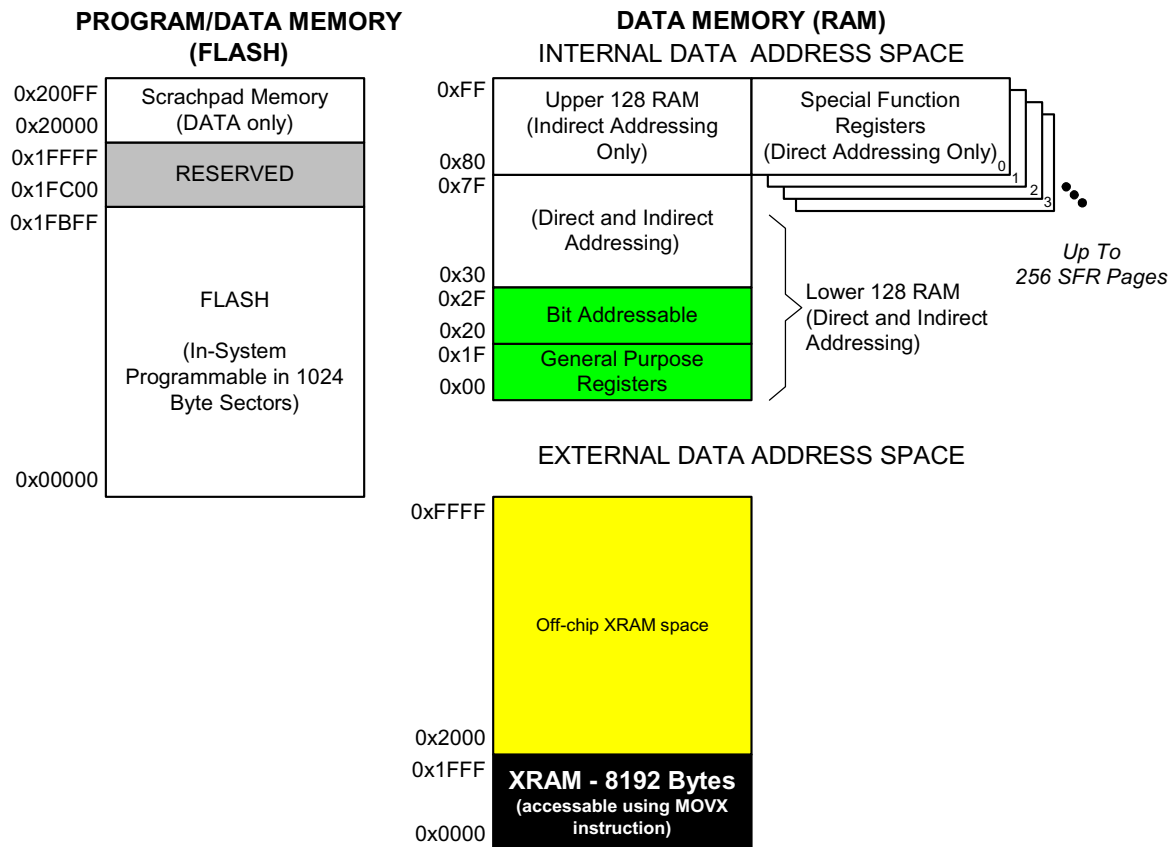 PROGRAM/DATA MEMORY
(FLASH)
0x200FF
Scrachpad Memory
(DATA only)
0x20000
0x1FFFF
RESERVED
0x1FC00
0x1FBFF
FLASH
(In-System
Programmable in 1024
Byte Sectors)
0x00000
DATA MEMORY (RAM)
INTERNAL DATA ADDRESS SPACE
0xFF
Upper 128 RAM
(Indirect Addressing
Only)
0x80
Special Function
Registers
(Direct Addressing Only)
0
1
2
3
Up To
256 SFR Pages
0x7F
(Direct and Indirect
Addressing)
0x30
0x2F
Bit Addressable
0x20
0x1F
General Purpose
Registers
0x00
Lower 128 RAM
(Direct and Indirect
Addressing)
EXTERNAL DATA ADDRESS SPACE
0xFFFF
Off-chip XRAM space
0x2000
0x1FFF
XRAM - 8192 Bytes
(accessable using MOVX
instruction)
0x0000